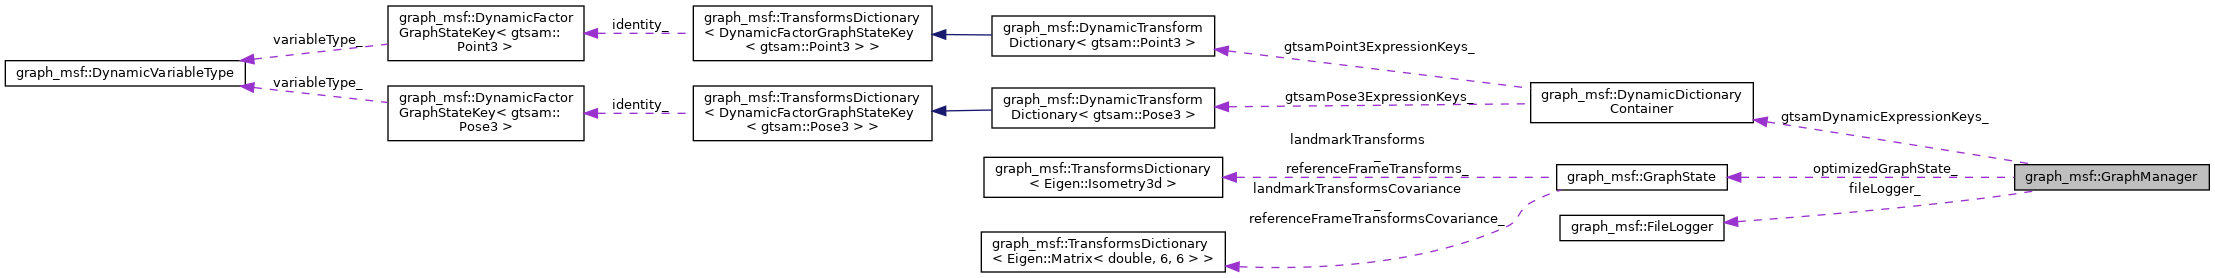 graph_msf::DynamicVariableType
variableType_
variableType_
graph_msf::DynamicFactor
GraphStateKey< gtsam::
Point3 >
graph_msf::DynamicFactor
GraphStateKey< gtsam::
Pose3 >
identity_
identity_
graph_msf::TransformsDictionary
< DynamicFactorGraphStateKey
< gtsam::Point3 > >
graph_msf::TransformsDictionary
< DynamicFactorGraphStateKey
< gtsam::Pose3 > >
graph_msf::DynamicTransform
Dictionary< gtsam::Point3 >
graph_msf::DynamicTransform
Dictionary< gtsam::Pose3 >
graph_msf::TransformsDictionary
< Eigen::Isometry3d >
graph_msf::TransformsDictionary
< Eigen::Matrix< double, 6, 6 > >
gtsamPoint3ExpressionKeys_
gtsamPose3ExpressionKeys_
landmarkTransforms
_
referenceFrameTransforms_
landmarkTransformsCovariance
_
referenceFrameTransformsCovariance_
graph_msf::DynamicDictionary
Container
graph_msf::GraphState
graph_msf::FileLogger
gtsamDynamicExpressionKeys_
optimizedGraphState_
fileLogger_
graph_msf::GraphManager